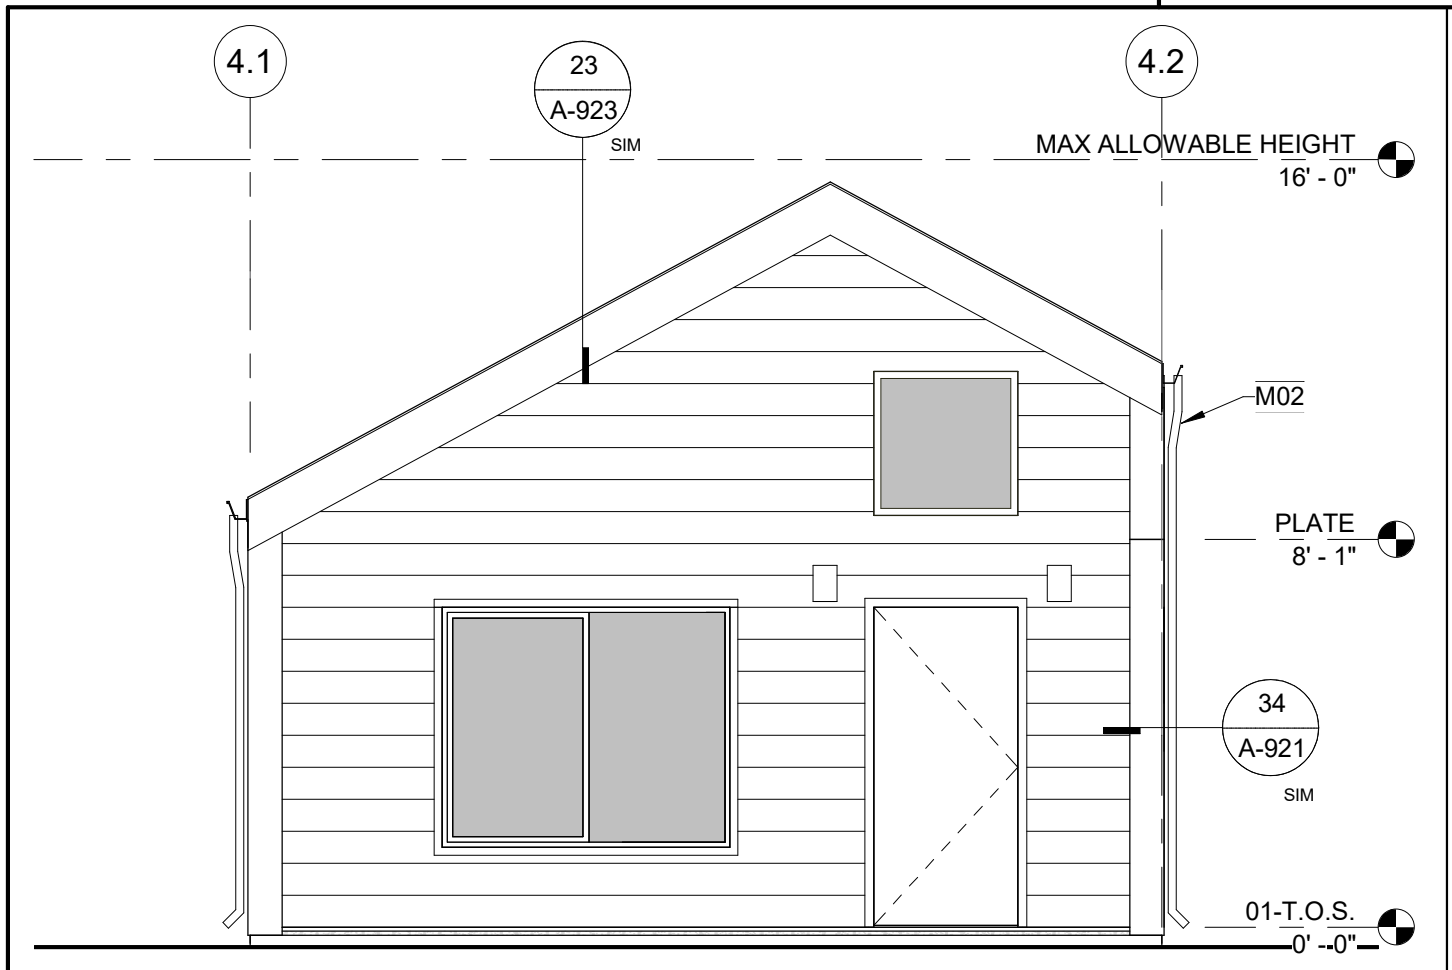 4.1
23
A-923
SIM
4.2
MAX ALLOWABLE HEIGHT
16' - 0"
M02
PLATE
8' - 1"
34
A-921
SIM
01-T.O.S.
0' - 0"